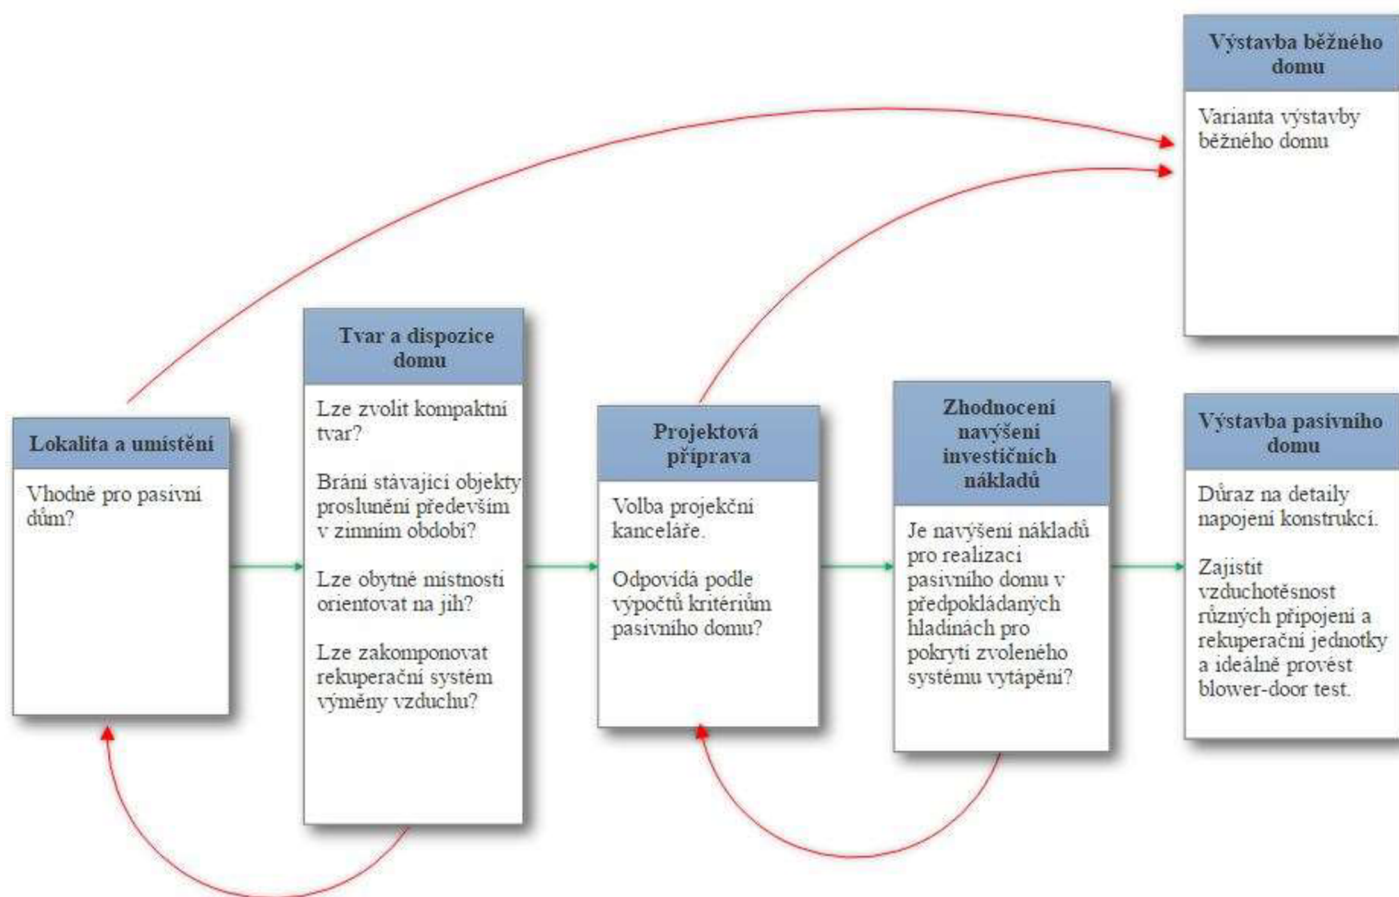 Výstavba běžného
domu
Varianta výstavby
běžného domu
Lokalita a umístění
Vhodné pro pasivní
dům?
Tvar a dispozice
domu
Lze zvolit kompaktní
tvar?
Brání stávající objekty
proslunění především
v zimním období?
Lze obytné místnosti
orientovat na jih?
Lze zakomponovat
rekuperační systém
výměny vzduchu?
Projektová
příprava
Volba projekční
kanceláře.
Odpovídá podle
výpočtů kritériím
pasivního domu?
Zhodnocení
navýšení
investičních
nákladů
Je navýšení nákladů
pro realizaci
pasivního domu v
předpokládaných
hladinách pro
pokrytí zvoleného
systému vytápění?
Výstavba pasivního
domu
Důraz na detaily
napojení konstrukcí.
Zajistit
vzduchotěsnost
různých připojení a
rekuperační jednotky
a ideálně provést
blower-door test.